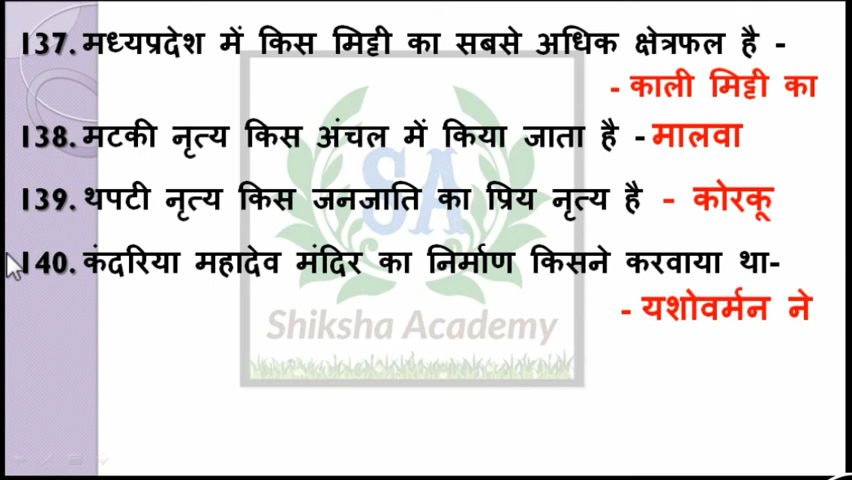 137. मध्यप्रदेश में किस मिट्टी का सबसे अधिक क्षेत्रफल है -
- काली मिट्टी का
138. मटकी नृत्य किस अंचल में किया जाता है - मालवा
139. थपटी नृत्य किस जनजाति का प्रिय नृत्य है - कोरकू
140. कंदरिया महादेव मंदिर का निर्माण किसने करवाया था-
- यशोवर्मन ने
SA
Shiksha Academy